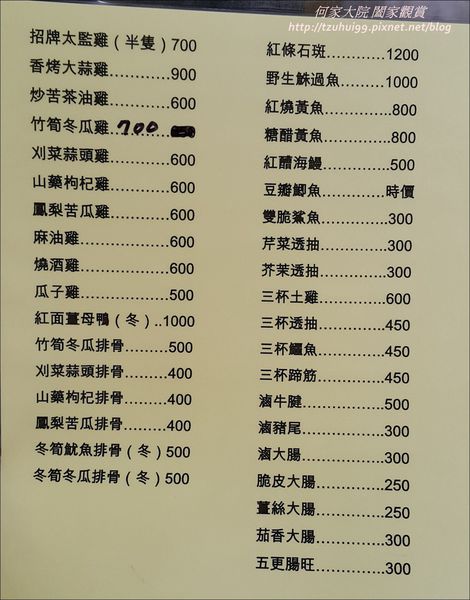 何家大院 闔家觀賞
http://tzuhui99.pixnet.net/blog
招牌太監雞（半隻）700
香烤大蒜雞..............900
炒苦茶油雞..............600
竹筍冬瓜雞..700
刈菜蒜頭雞..............600
山藥枸杞雞..............600
鳳梨苦瓜雞..............600
麻油雞....................600
燒酒雞....................600
瓜子雞....................500
紅面薑母鴨（冬）..1000
竹筍冬瓜排骨..........500
刈菜蒜頭排骨..........400
山藥枸杞排骨..........400
鳳梨苦瓜排骨..........400
冬筍魷魚排骨（冬）500
冬筍冬瓜排骨（冬）500
紅條石斑..............1200
野生鮢過魚..........1000
紅燒黃魚................800
糖醋黃魚................800
紅醩海鰻................500
豆瓣鯽魚................時價
雙脆鯊魚................300
芹菜透抽................300
芥茉透抽................300
三杯土雞................600
三杯透抽................450
三杯鱷魚................450
三杯蹄筋................450
滷牛腱....................500
滷豬尾....................300
滷大腸....................300
脆皮大腸................250
薑絲大腸................250
茄香大腸................300
五更腸旺................300